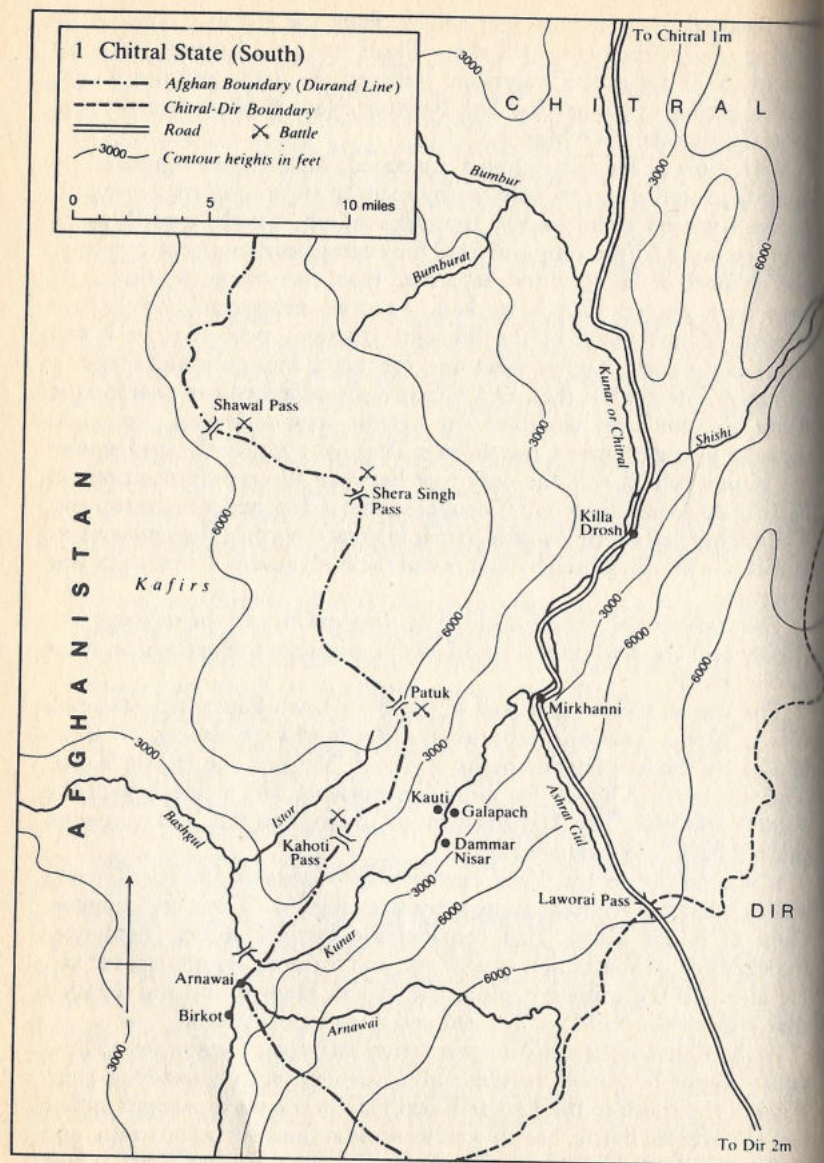 1 Chitral State (South)
Afghan Boundary (Durand Line)
Chitral-Dir Boundary
Road
Battle
3000
Contour heights in feet
0 5 10 miles
To Chitral 1m
3000
CHITRAL
Bumbur
3000
6000
Bumburat
Kunar or Chitral
Shawal Pass
3000
Shishi
Shera Singh
Pass
Killa
Drosh
6000
AFGHANISTAN
Kafirs
3000
6000
6000
6000
Patuk
Mirkhanni
3000
3000
Kauti
Galapach
Ashrat Gul
Bashgul
Istor
Kahoti
Pass
Dammar
Nisar
3000
Laworai Pass
6000
DIR
Kunar
6000
Arnawai
Birkot
Arnawai
3000
To Dir 2m